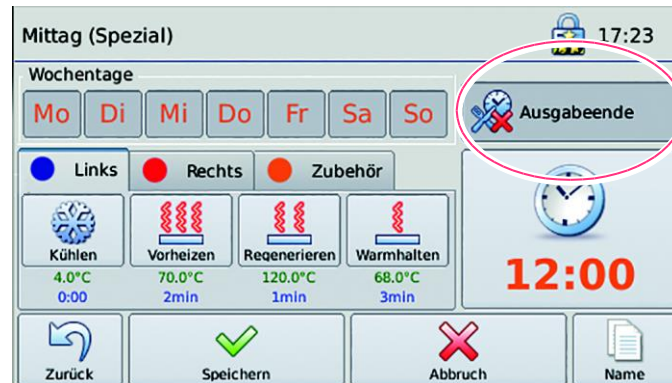 Mittag (Spezial) 17:23
Wochentage
Mo Di Mi Do Fr Sa So
Ausgabeende
Links Rechts Zubehör
Kühlen Vorheizen Regenerieren Warmhalten
4.0°C 70.0°C 120.0°C 68.0°C
0:00 2min 1min 3min
12:00
Zurück Speichern Abbruch Name